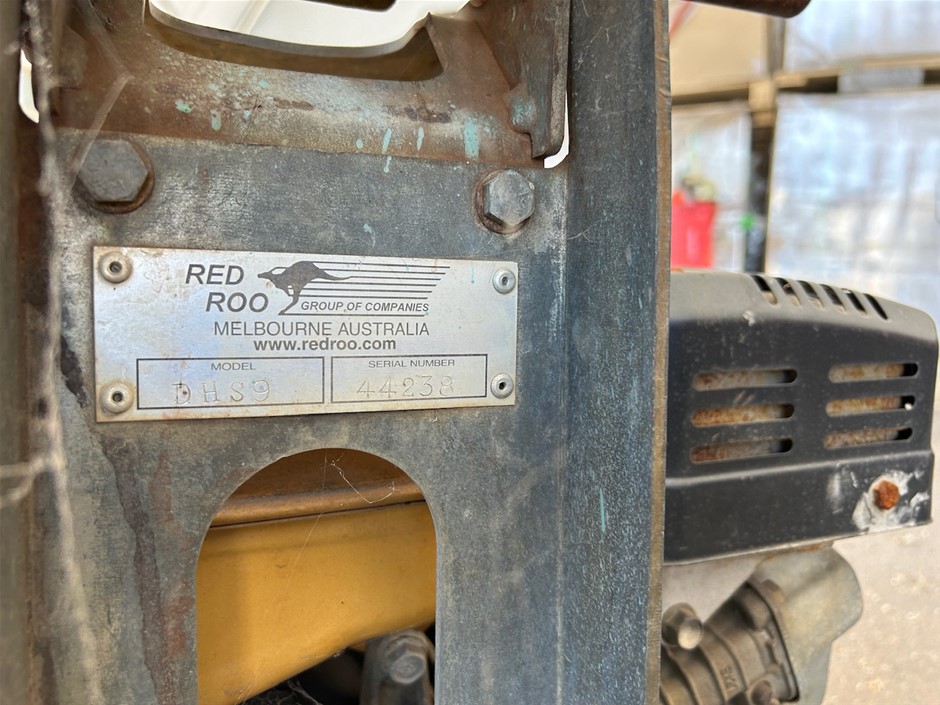 RED
ROO
GROUP OF COMPANIES
MELBOURNE AUSTRALIA
www.redroo.com
MODEL
DHS9
SERIAL NUMBER
44238